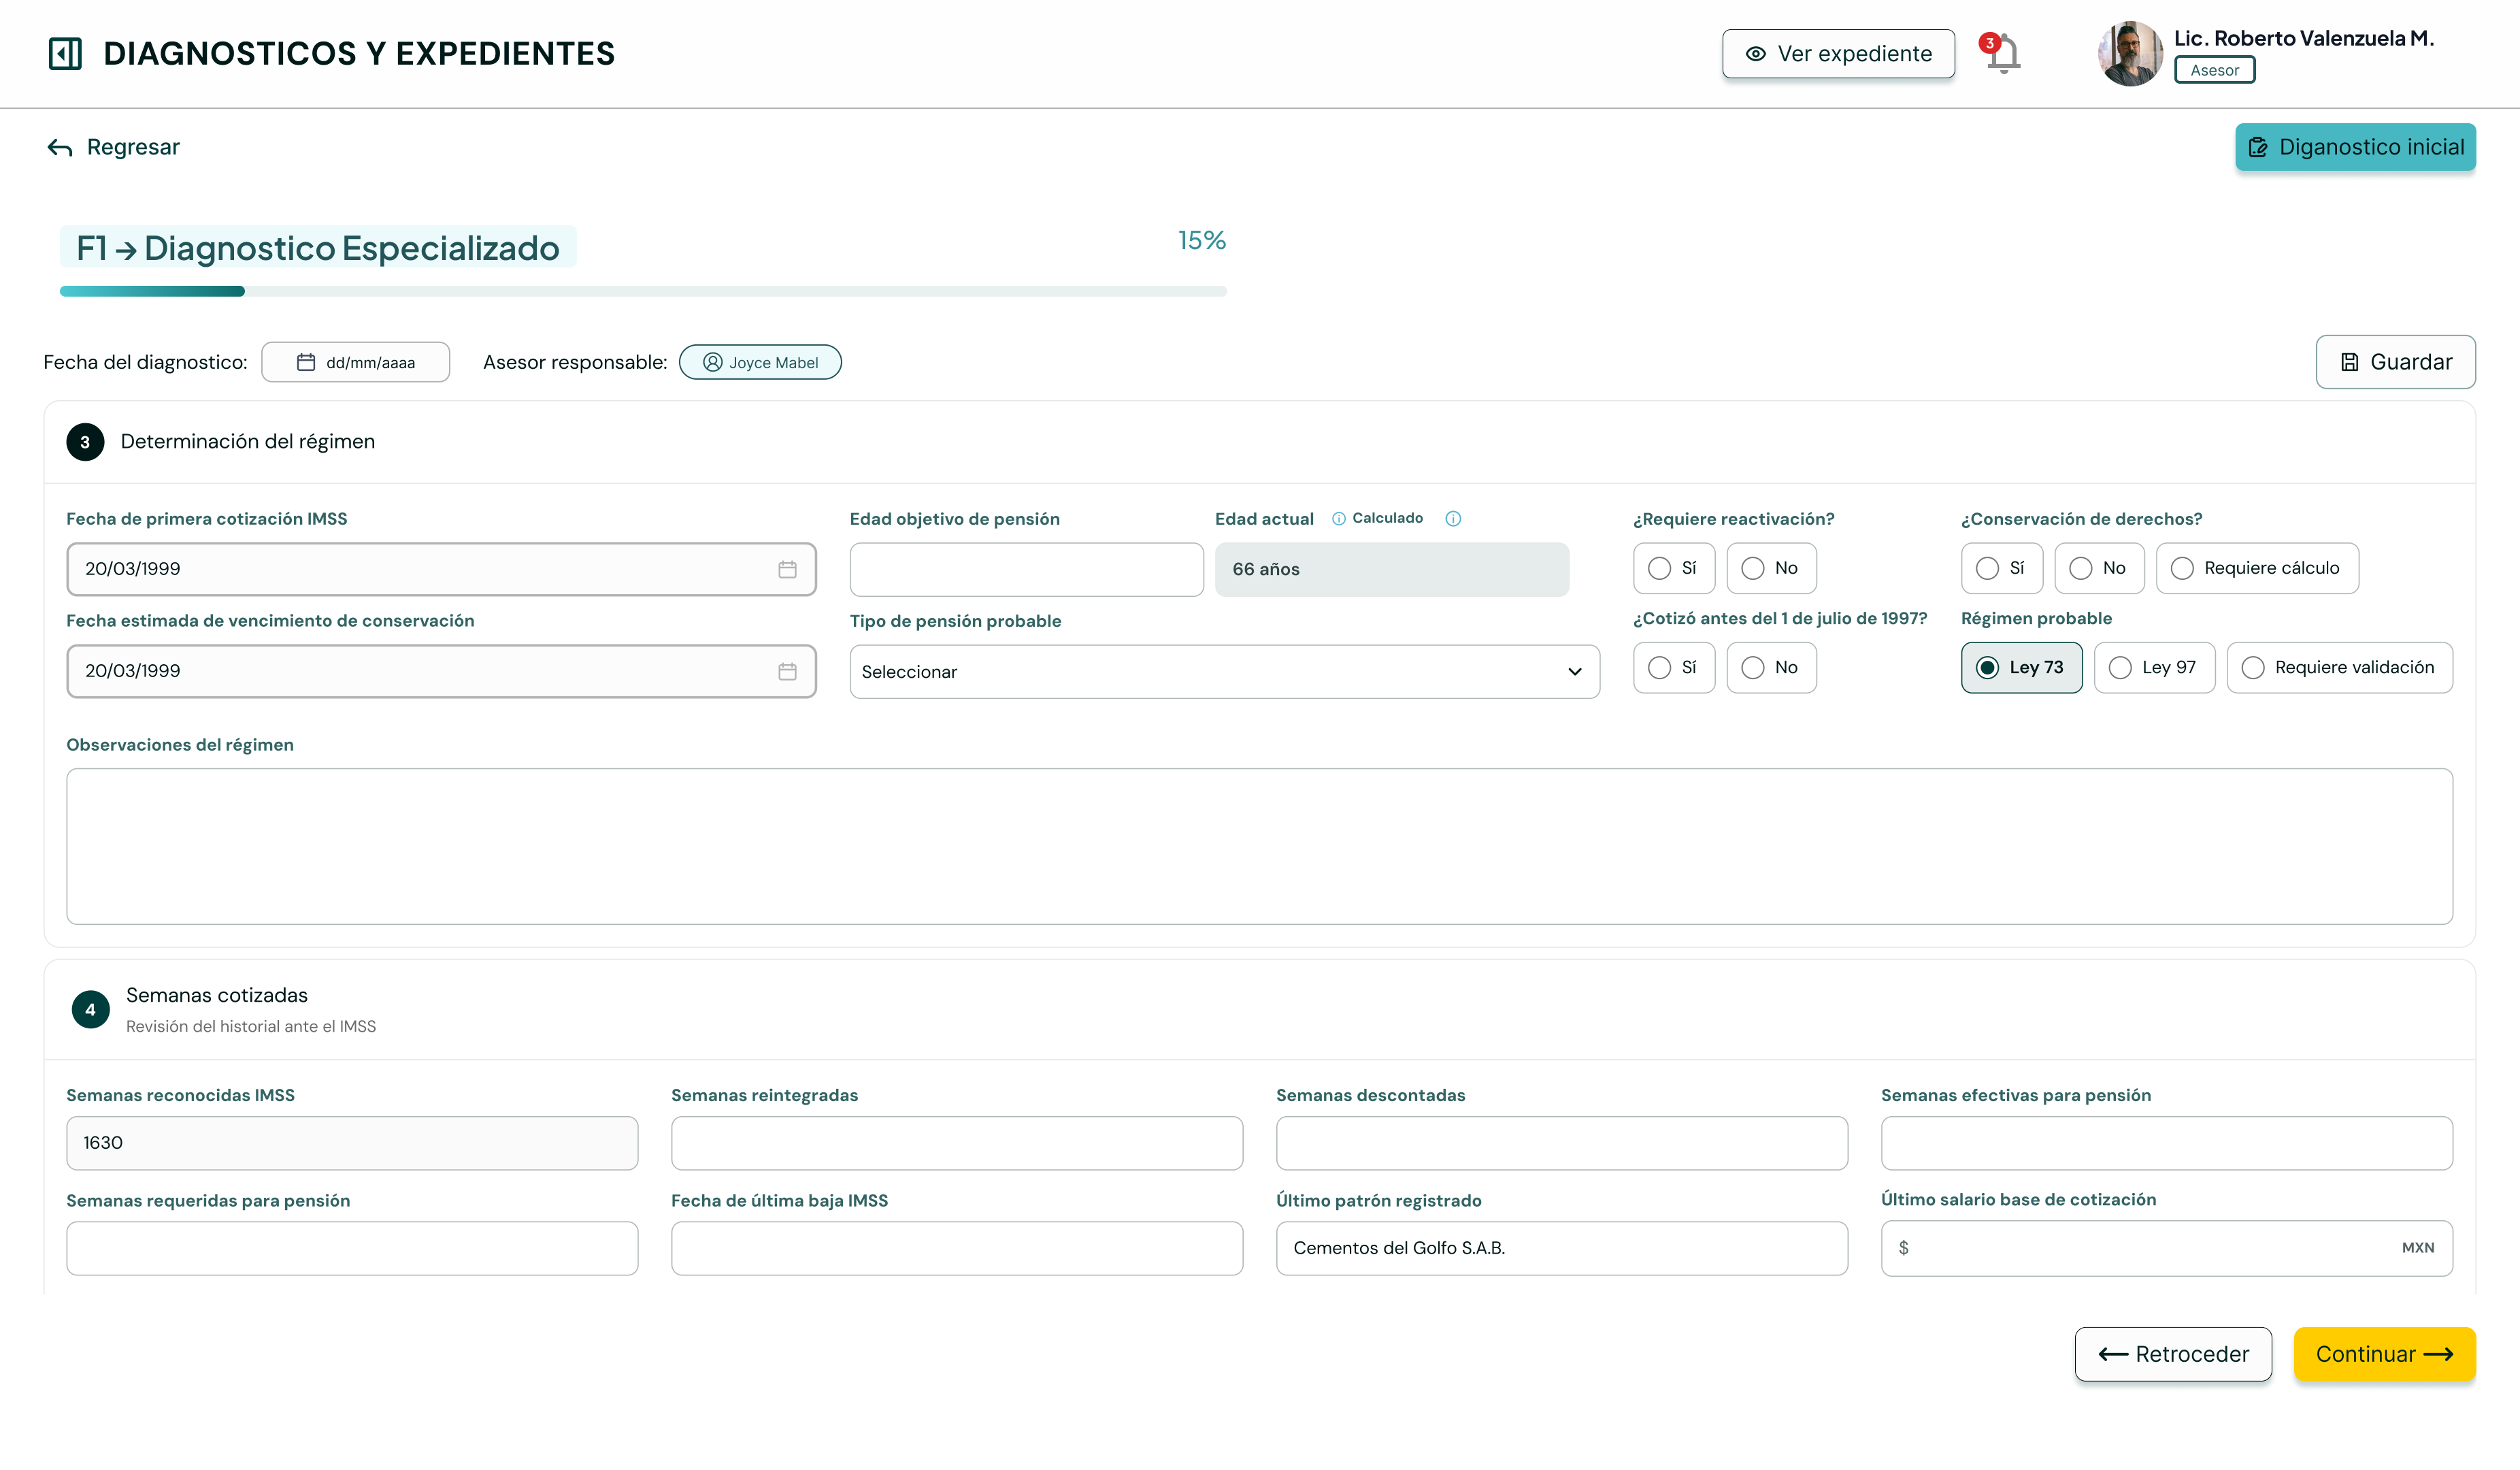 DIAGNOSTICOS Y EXPEDIENTES
Ver expediente
3
Lic. Roberto Valenzuela M.
Asesor
Regresar
Diganostico inicial
F1 → Diagnostico Especializado
15%
Fecha del diagnostico:
dd/mm/aaaa
Asesor responsable:
Joyce Mabel
Guardar
3
Determinación del régimen
Fecha de primera cotización IMSS
Edad objetivo de pensión
Edad actual
Calculado
¿Requiere reactivación?
¿Conservación de derechos?
20/03/1999
66 años
Sí
No
Sí
No
Requiere cálculo
Fecha estimada de vencimiento de conservación
Tipo de pensión probable
¿Cotizó antes del 1 de julio de 1997?
Régimen probable
20/03/1999
Seleccionar
Sí
No
Ley 73
Ley 97
Requiere validación
Observaciones del régimen
4
Semanas cotizadas
Revisión del historial ante el IMSS
Semanas reconocidas IMSS
Semanas reintegradas
Semanas descontadas
Semanas efectivas para pensión
1630
Semanas requeridas para pensión
Fecha de última baja IMSS
Último patrón registrado
Último salario base de cotización
Cementos del Golfo S.A.B.
$
MXN
← Retroceder
Continuar →